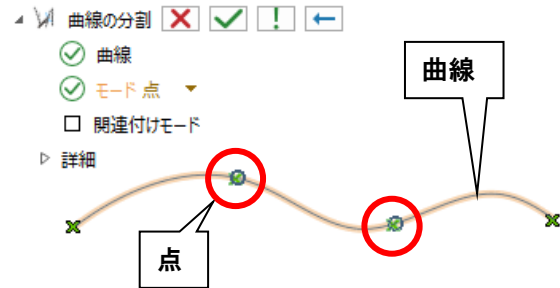 曲線の分割
曲線
モード 点
関連付けモード
詳細
曲線
点